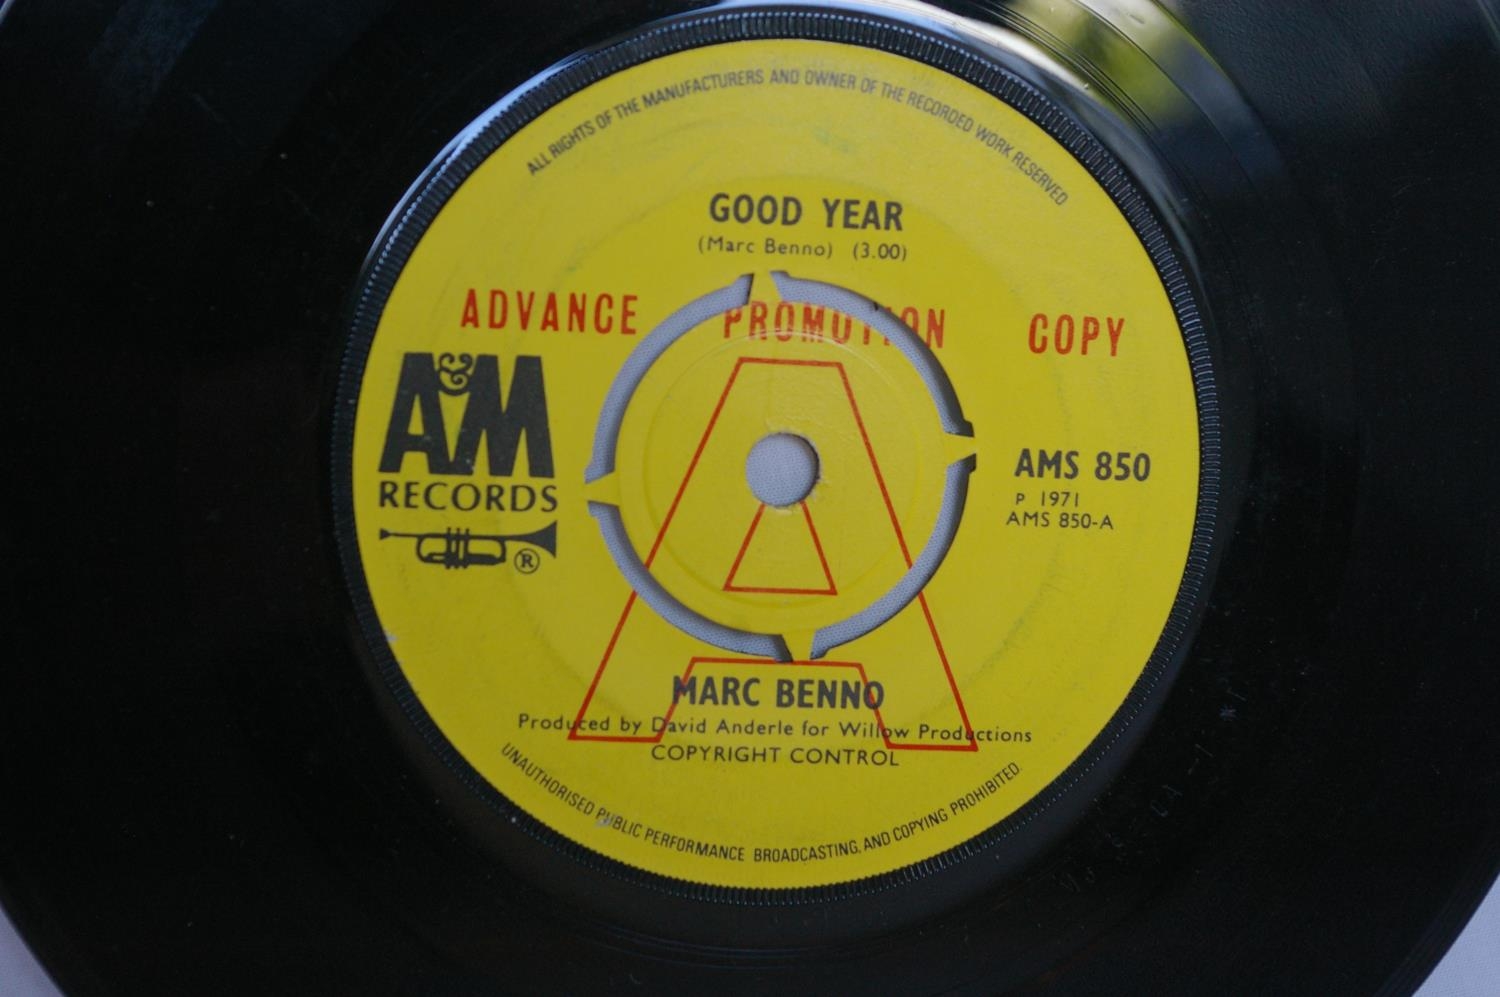 ALL RIGHTS OF THE MANUFACTURERS AND OWNER OF THE RECORDED WORK RESERVED
GOOD YEAR
(Marc Benno) (3.00)
ADVANCE PROMOTION COPY
A&M
RECORDS
®
A
AMS 850
P 1971
AMS 850-A
MARC BENNO
Produced by David Anderle for Willow Productions
COPYRIGHT CONTROL
UNAUTHORISED PUBLIC PERFORMANCE BROADCASTING, AND COPYING PROHIBITED.